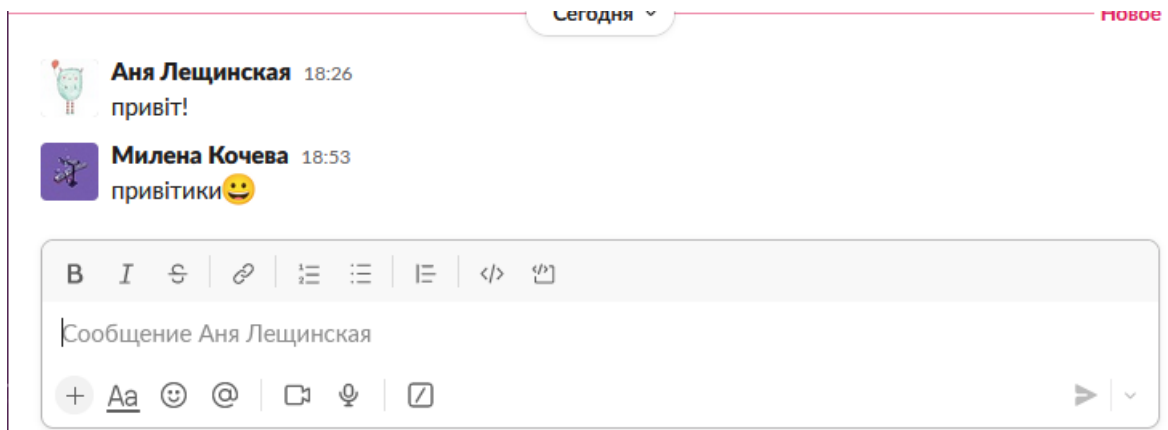 Сегодня
Новое
Аня Лещинская 18:26
привіт!
Милена Кочева 18:53
привітики😀
B I S
Сообщение Аня Лещинская
Aa @